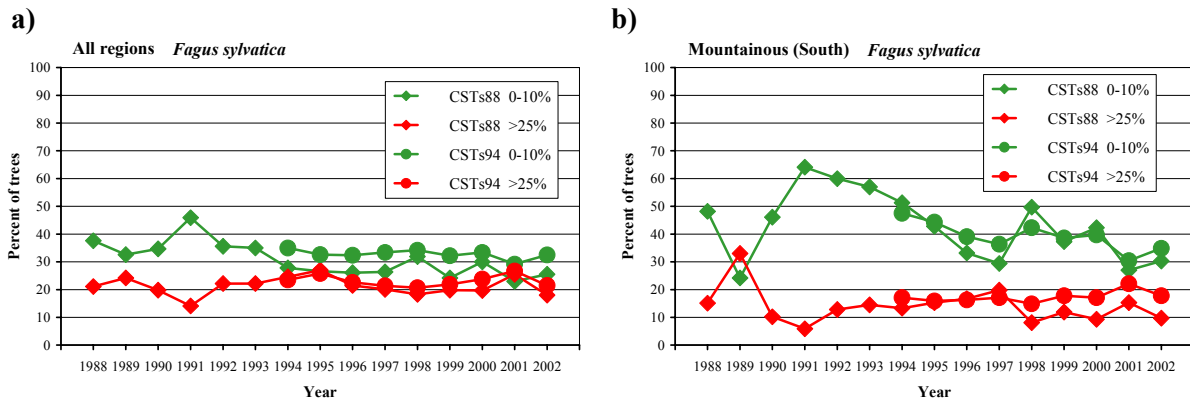 a)
All regions Fagus sylvatica
100
90
80
70
60
50
40
30
20
10
0
Percent of trees
CSTs88 0-10%
CSTs88 >25%
CSTs94 0-10%
CSTs94 >25%
1988 1989 1990 1991 1992 1993 1994 1995 1996 1997 1998 1999 2000 2001 2002
Year
b)
Mountainous (South) Fagus sylvatica
100
90
80
70
60
50
40
30
20
10
0
Percent of trees
CSTs88 0-10%
CSTs88 >25%
CSTs94 0-10%
CSTs94 >25%
1988 1989 1990 1991 1992 1993 1994 1995 1996 1997 1998 1999 2000 2001 2002
Year